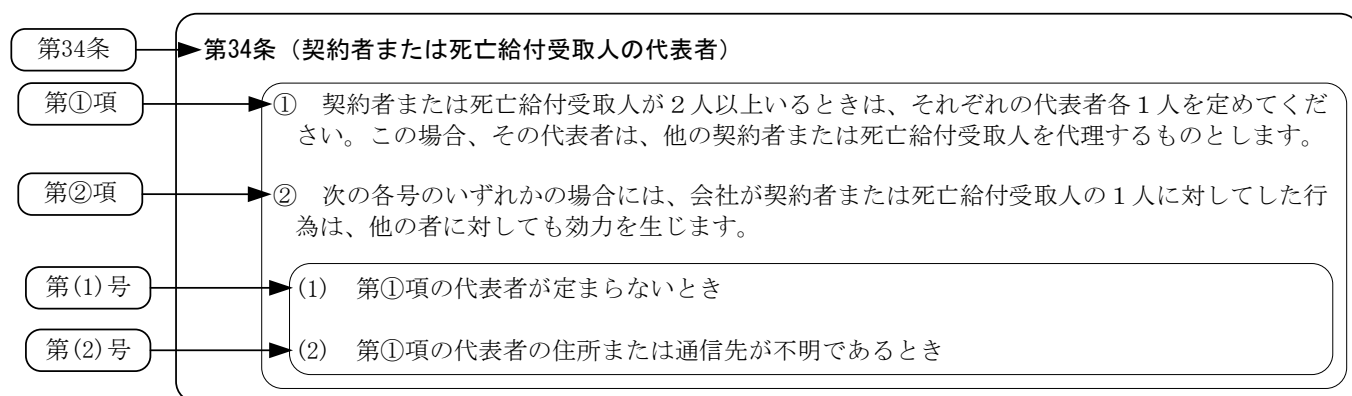 第34条
第34条（契約者または死亡給付受取人の代表者）
第①項
①　契約者または死亡給付受取人が２人以上いるときは、それぞれの代表者各１人を定めてくだ
さい。この場合、その代表者は、他の契約者または死亡給付受取人を代理するものとします。
第②項
②　次の各号のいずれかの場合には、会社が契約者または死亡給付受取人の１人に対してした行
為は、他の者に対しても効力を生じます。
第(1)号
(1)　第①項の代表者が定まらないとき
第(2)号
(2)　第①項の代表者の住所または通信先が不明であるとき